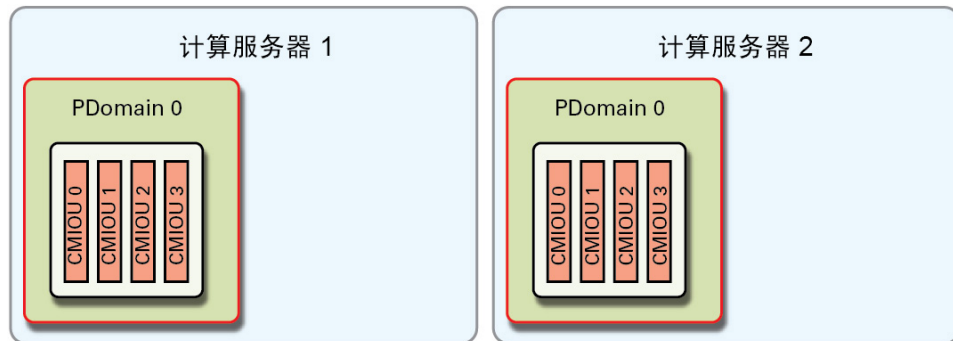 计算服务器 1
PDomain 0
CMIOU 0
CMIOU 1
CMIOU 2
CMIOU 3
计算服务器 2
PDomain 0
CMIOU 0
CMIOU 1
CMIOU 2
CMIOU 3